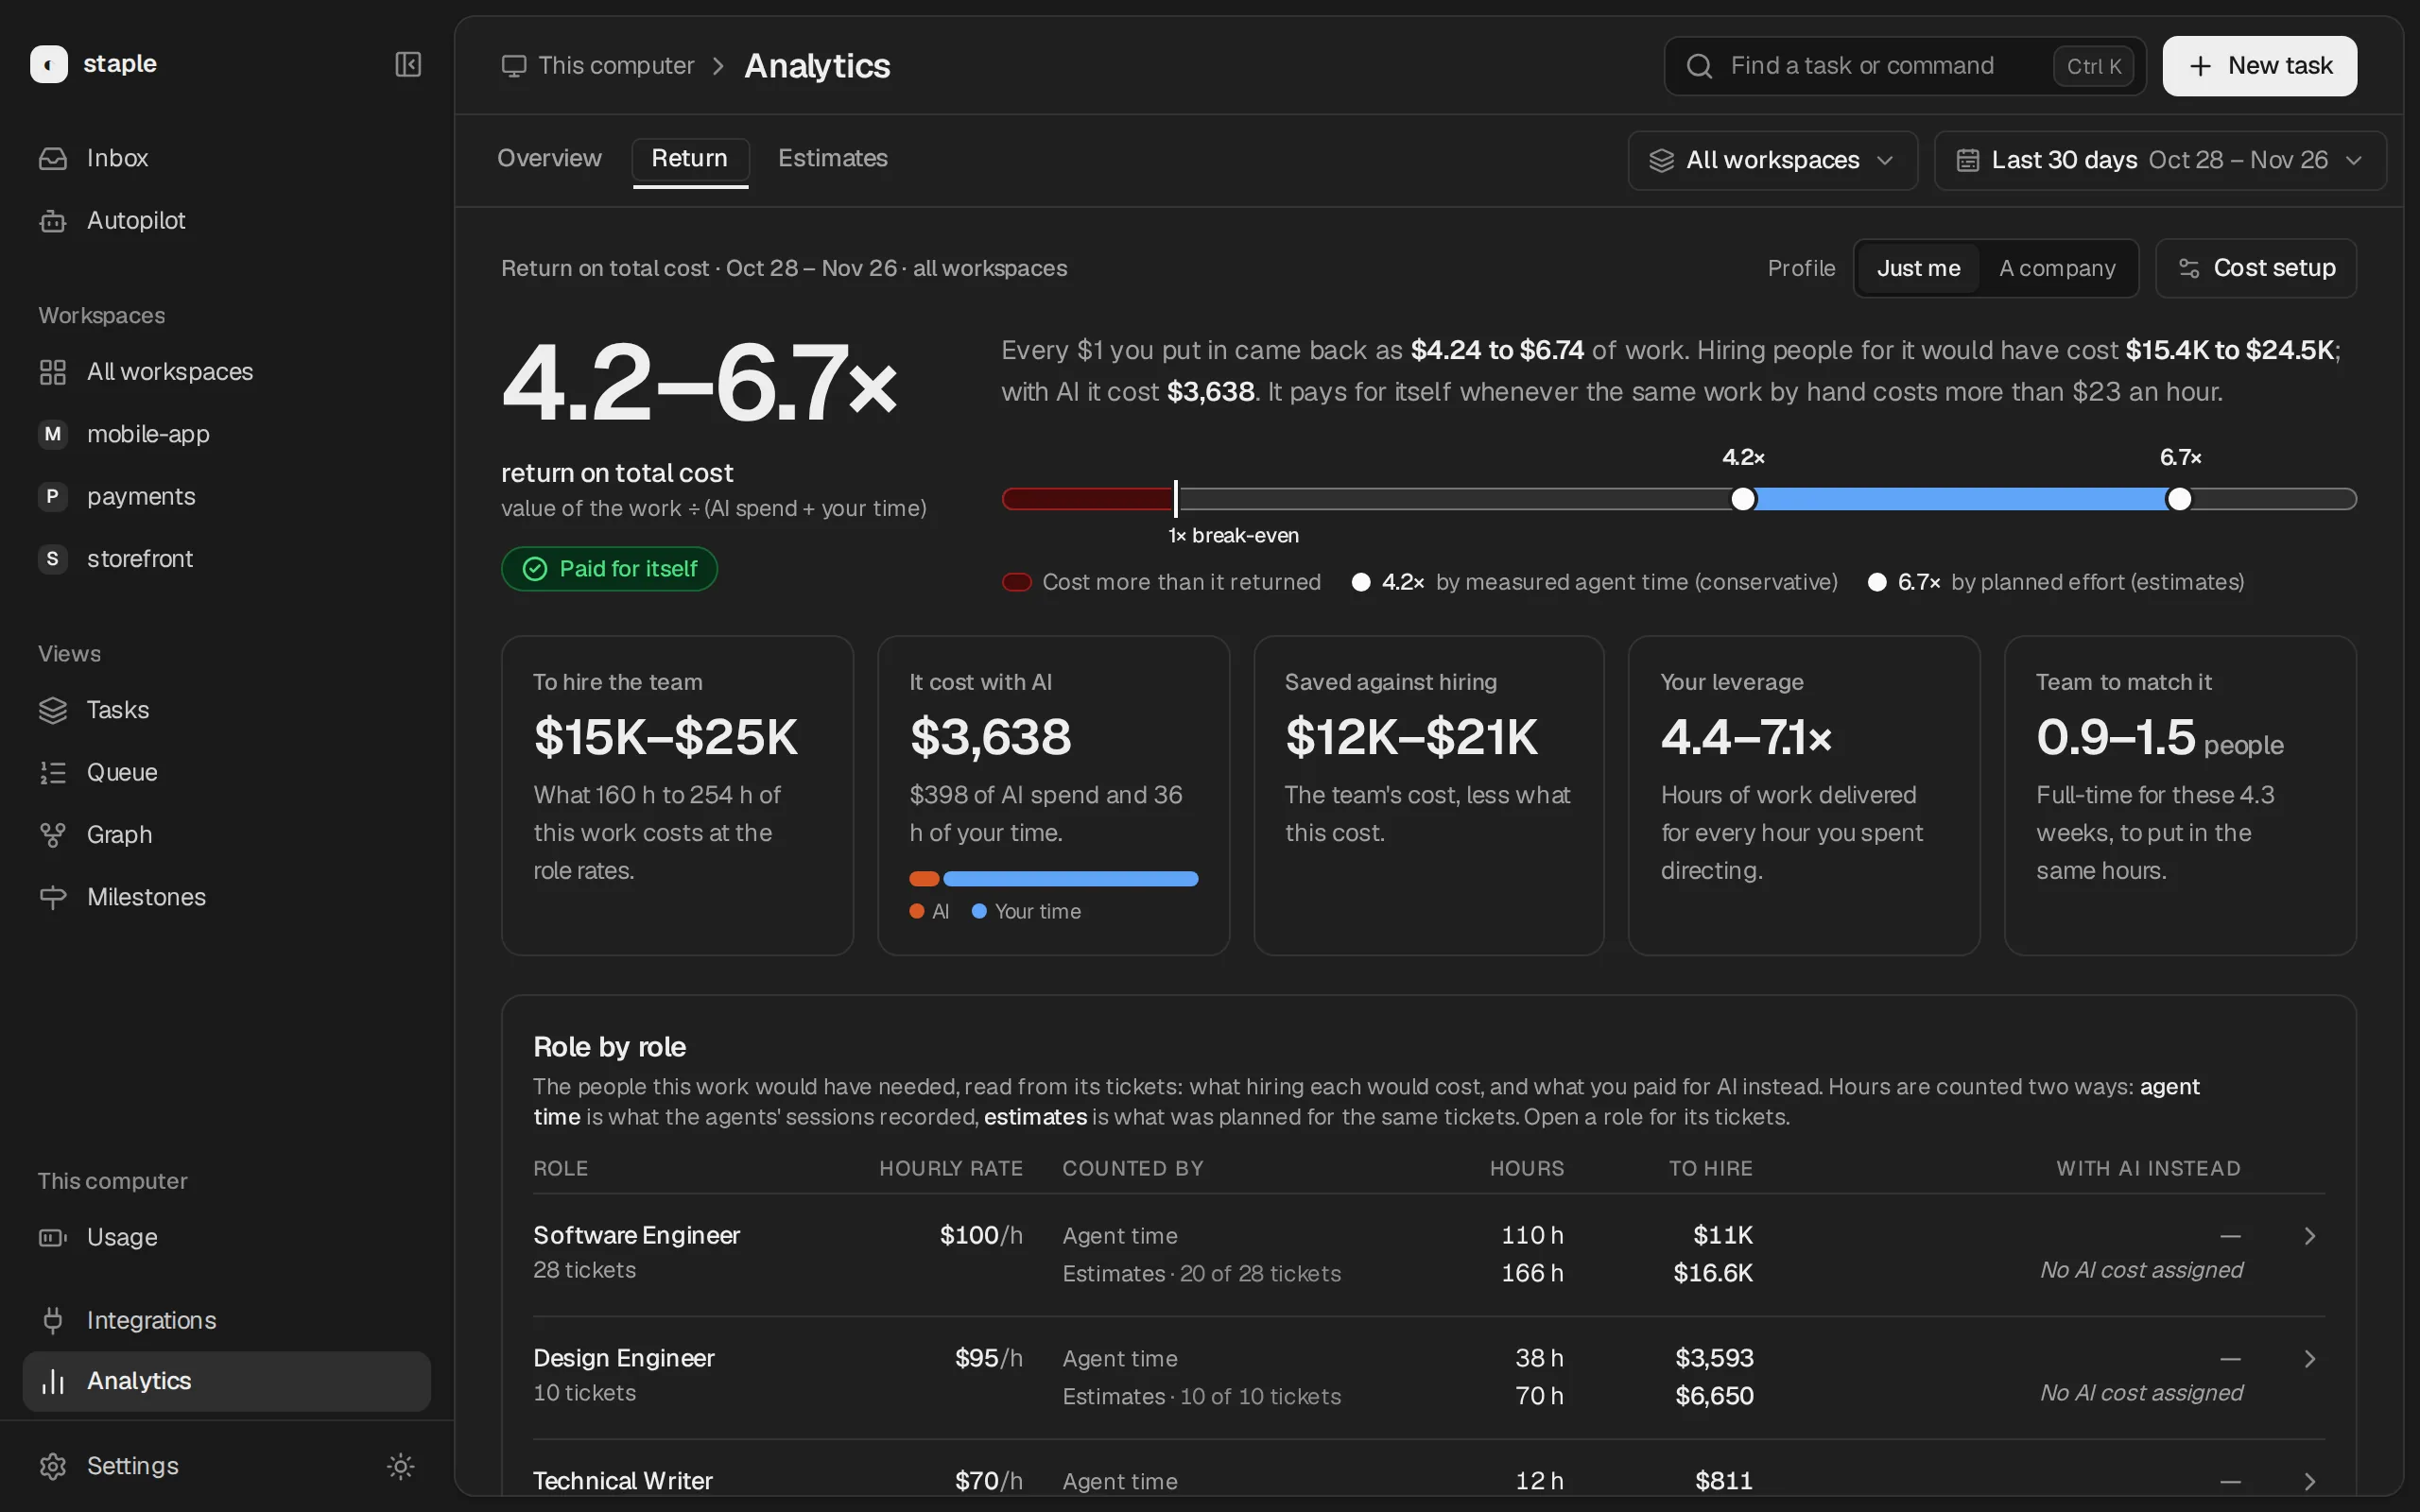 staple
Inbox
Autopilot
Workspaces
All workspaces
M mobile-app
P payments
S storefront
Views
Tasks
Queue
Graph
Milestones
This computer
Usage
Integrations
Analytics
Settings
This computer > Analytics
Find a task or command Ctrl K
+ New task
Overview Return Estimates
All workspaces
Last 30 days Oct 28 – Nov 26
Return on total cost · Oct 28 – Nov 26 · all workspaces
Profile Just me A company Cost setup
4.2–6.7×
return on total cost
value of the work ÷ (AI spend + your time)
Paid for itself
Every $1 you put in came back as $4.24 to $6.74 of work. Hiring people for it would have cost $15.4K to $24.5K;
with AI it cost $3,638. It pays for itself whenever the same work by hand costs more than $23 an hour.
4.2× 6.7×
1× break-even
Cost more than it returned 4.2× by measured agent time (conservative) 6.7× by planned effort (estimates)
To hire the team
$15K–$25K
What 160 h to 254 h of
this work costs at the
role rates.
It cost with AI
$3,638
$398 of AI spend and 36
h of your time.
AI Your time
Saved against hiring
$12K–$21K
The team's cost, less what
this cost.
Your leverage
4.4–7.1×
Hours of work delivered
for every hour you spent
directing.
Team to match it
0.9–1.5 people
Full-time for these 4.3
weeks, to put in the
same hours.
Role by role
The people this work would have needed, read from its tickets: what hiring each would cost, and what you paid for AI instead. Hours are counted two ways: agent
time is what the agents' sessions recorded, estimates is what was planned for the same tickets. Open a role for its tickets.
ROLE HOURLY RATE COUNTED BY HOURS TO HIRE WITH AI INSTEAD
Software Engineer $100/h Agent time 110 h $11K —
28 tickets Estimates · 20 of 28 tickets 166 h $16.6K No AI cost assigned
Design Engineer $95/h Agent time 38 h $3,593 —
10 tickets Estimates · 10 of 10 tickets 70 h $6,650 No AI cost assigned
Technical Writer $70/h Agent time 12 h $811 —